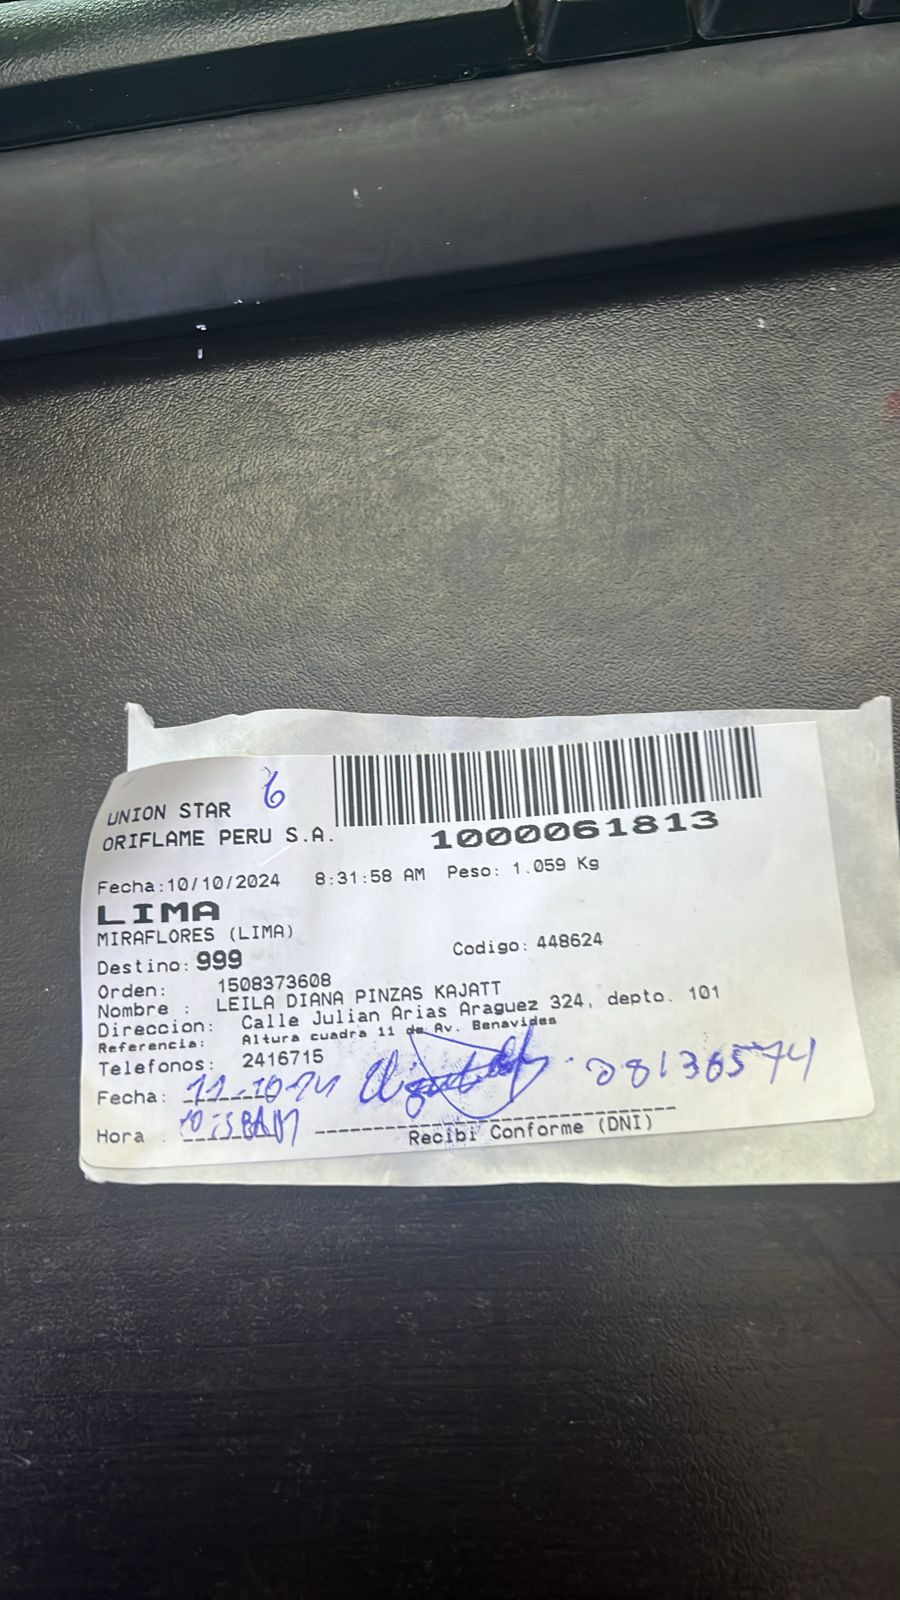 UNION STAR 6
ORIFLAME PERU S.A.
1000061813
Fecha:10/10/2024 8:31:58 AM Peso: 1.059 Kg
LIMA
MIRAFLORES (LIMA)
Destino: 999 Codigo: 448624
Orden: 1508373608
Nombre : LEILA DIANA PINZAS KAJATT
Direccion: Calle Julian Arias Araguez 324, depto. 101
Referencia: Altura cuadra 11 de Av. Benavides
Telefonos: 2416715
Fecha: 11-10-24 08136574
Hora :
Recibi Conforme (DNI)